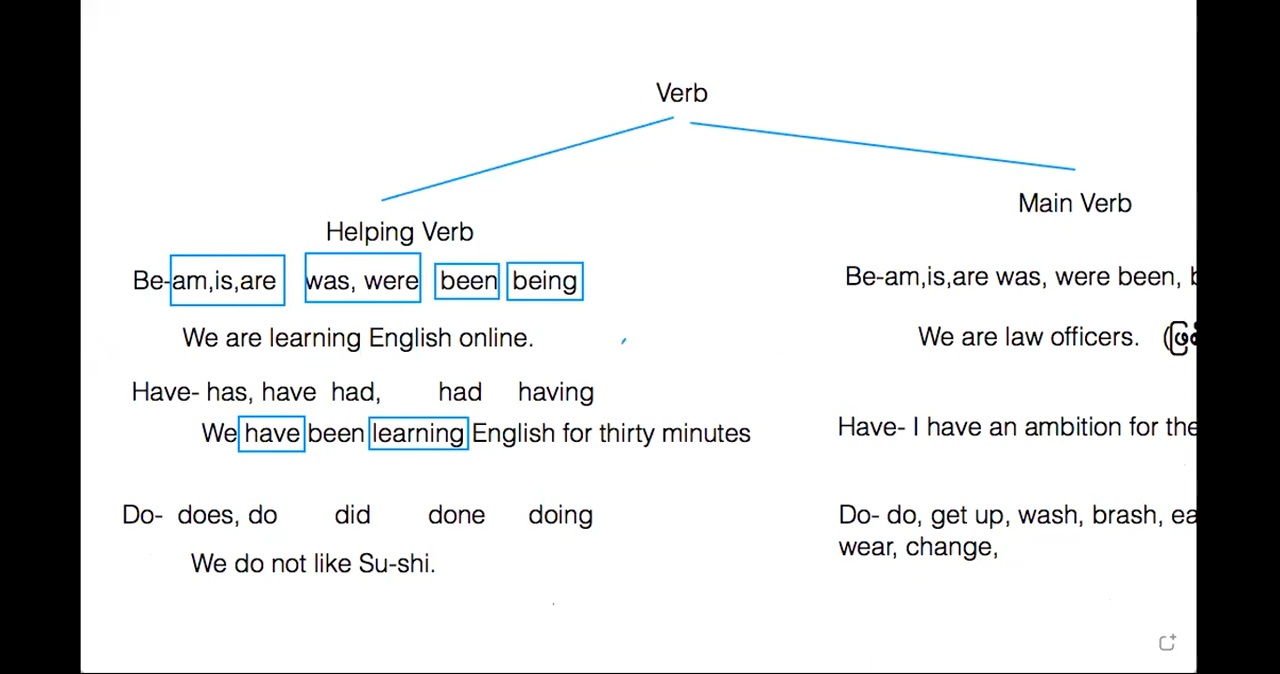 Verb
Helping Verb
Main Verb
Be-am,is,are was, were been being
We are learning English online.
Have- has, have had, had having
We have been learning English for thirty minutes
Do- does, do did done doing
We do not like Su-shi.
Be-am,is,are was, were been,
We are law officers.
Have- I have an ambition for the
Do- do, get up, wash, brash,
wear, change,